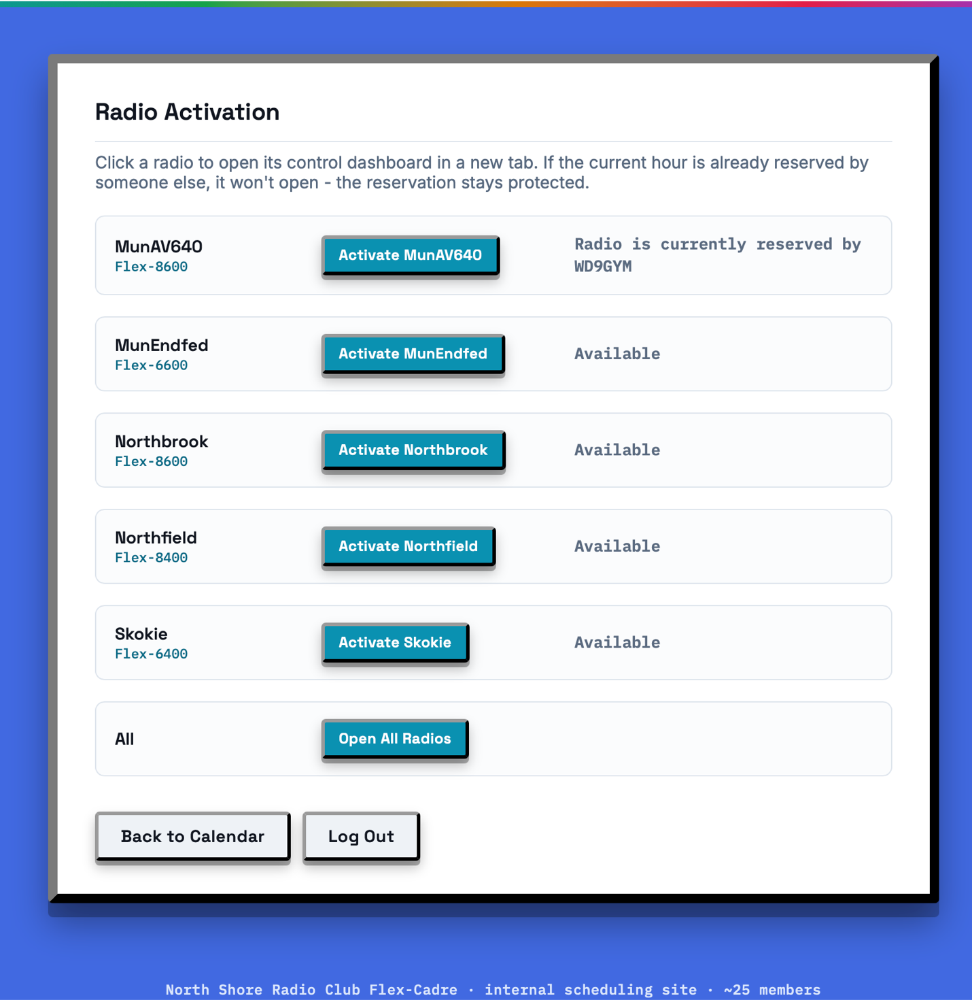 Radio Activation
Click a radio to open its control dashboard in a new tab. If the current hour is already reserved by
someone else, it won't open - the reservation stays protected.
MunAV640
Flex-8600
Activate MunAV640
Radio is currently reserved by
WD9GYM
MunEndfed
Flex-6600
Activate MunEndfed
Available
Northbrook
Flex-8600
Activate Northbrook
Available
Northfield
Flex-8400
Activate Northfield
Available
Skokie
Flex-6400
Activate Skokie
Available
All
Open All Radios
Back to Calendar
Log Out
North Shore Radio Club Flex-Cadre · internal scheduling site · ~25 members